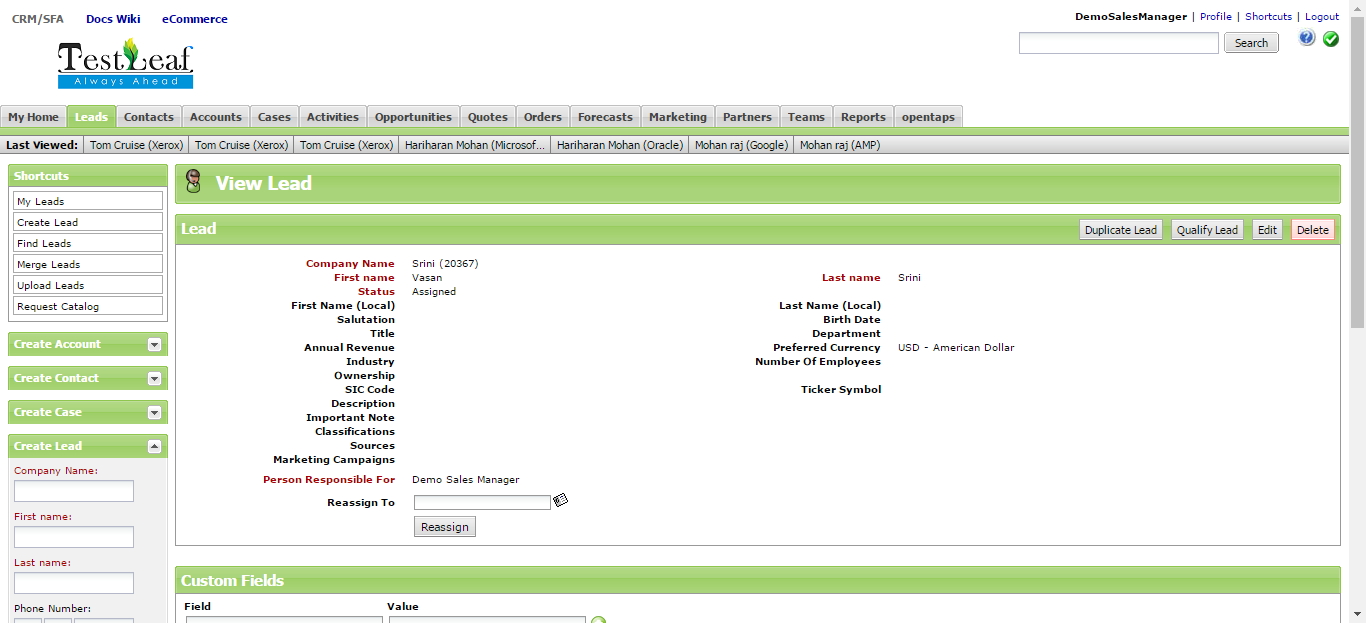 CRM/SFA Docs Wiki eCommerce
DemoSalesManager | Profile | Shortcuts | Logout
TestLeaf
Always Ahead
Search
My Home Leads Contacts Accounts Cases Activities Opportunities Quotes Orders Forecasts Marketing Partners Teams Reports opentaps
Last Viewed: Tom Cruise (Xerox) Tom Cruise (Xerox) Tom Cruise (Xerox) Hariharan Mohan (Microsof... Hariharan Mohan (Oracle) Mohan raj (Google) Mohan raj (AMP)
Shortcuts
My Leads
Create Lead
Find Leads
Merge Leads
Upload Leads
Request Catalog
Create Account
Create Contact
Create Case
Create Lead
Company Name:
First name:
Last name:
Phone Number:
View Lead
Lead Duplicate Lead Qualify Lead Edit Delete
Company Name Srini (20367)
First name Vasan Last name Srini
Status Assigned
First Name (Local) Last Name (Local)
Salutation Birth Date
Title Department
Annual Revenue Preferred Currency USD - American Dollar
Industry Number Of Employees
Ownership
SIC Code Ticker Symbol
Description
Important Note
Classifications
Sources
Marketing Campaigns
Person Responsible For Demo Sales Manager
Reassign To
Reassign
Custom Fields
Field Value